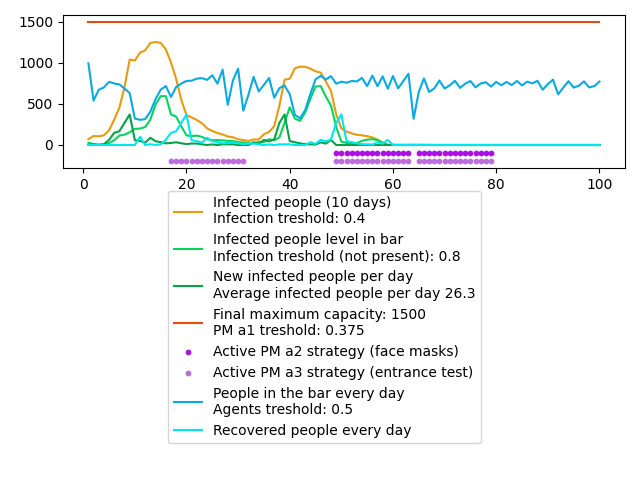 1500
1000
500
0
0
20
40
60
80
100
Infected people (10 days)
Infection treshold: 0.4
Infected people level in bar
Infection treshold (not present): 0.8
New infected people per day
Average infected people per day 26.3
Final maximum capacity: 1500
PM a1 treshold: 0.375
Active PM a2 strategy (face masks)
Active PM a3 strategy (entrance test)
People in the bar every day
Agents treshold: 0.5
Recovered people every day